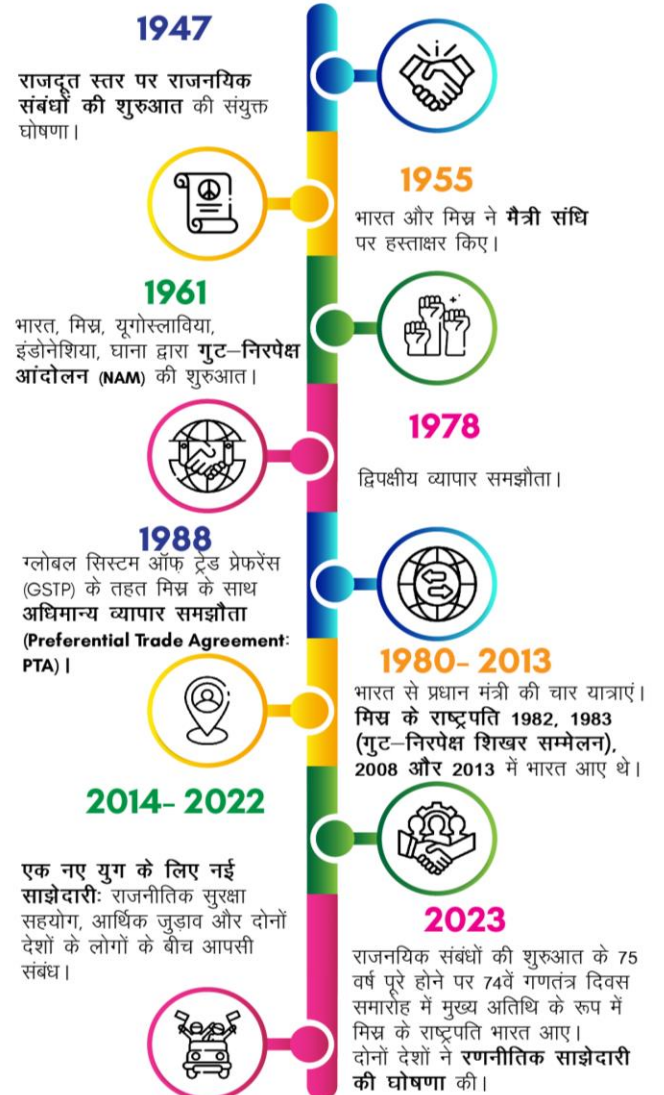 1947
राजदूत स्तर पर राजनयिक
संबंधों की शुरुआत की संयुक्त
घोषणा।
1955
भारत और मिस्र ने मैत्री संधि
पर हस्ताक्षर किए।
1961
भारत, मिस्र, यूगोस्लाविया,
इंडोनेशिया, घाना द्वारा गुट–निरपेक्ष
आंदोलन (NAM) की शुरुआत।
1978
द्विपक्षीय व्यापार समझौता।
1988
ग्लोबल सिस्टम ऑफ़ ट्रेड प्रेफरेंस
(GSTP) के तहत मिस्र के साथ
अधिमान्य व्यापार समझौता
(Preferential Trade Agreement:
PTA)।
1980- 2013
भारत से प्रधान मंत्री की चार यात्राएं।
मिस्र के राष्ट्रपति 1982, 1983
(गुट–निरपेक्ष शिखर सम्मेलन),
2008 और 2013 में भारत आए थे।
2014- 2022
एक नए युग के लिए नई
साझेदारीः राजनीतिक सुरक्षा
सहयोग, आर्थिक जुड़ाव और दोनों
देशों के लोगों के बीच आपसी
संबंध।
2023
राजनयिक संबंधों की शुरुआत के 75
वर्ष पूरे होने पर 74वें गणतंत्र दिवस
समारोह में मुख्य अतिथि के रूप में
मिस्र के राष्ट्रपति भारत आए।
दोनों देशों ने रणनीतिक साझेदारी
की घोषणा की।